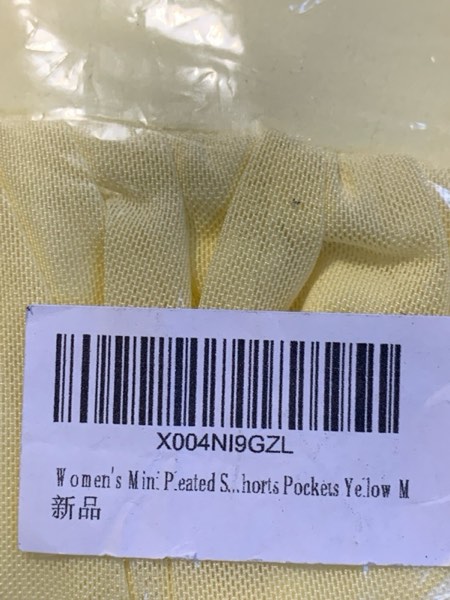 X004NI9GZL
Women's Mini Pleated S...horts Pockets Yellow M
新品